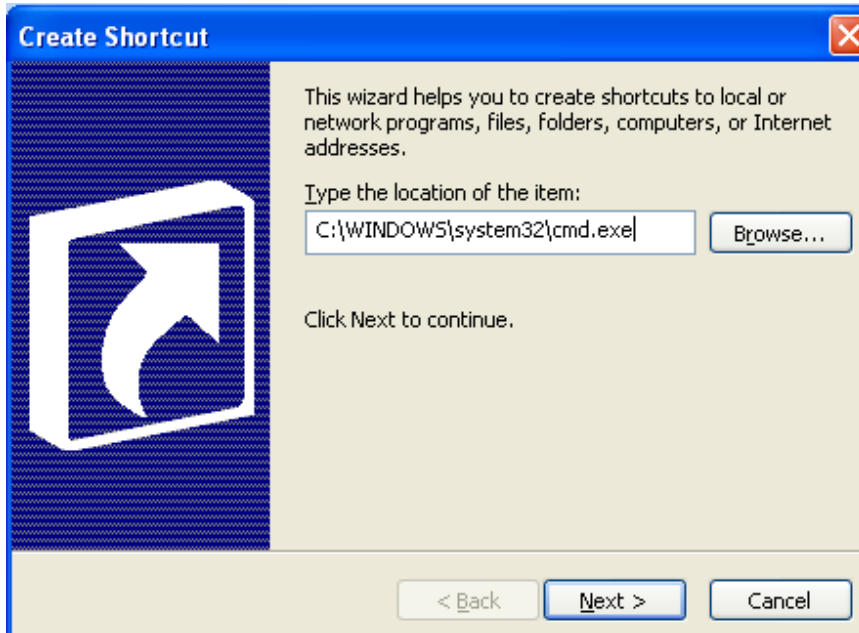 Create Shortcut
This wizard helps you to create shortcuts to local or
network programs, files, folders, computers, or Internet
addresses.
Type the location of the item:
C:\WINDOWS\system32\cmd.exe
Browse...
Click Next to continue.
< Back
Next >
Cancel